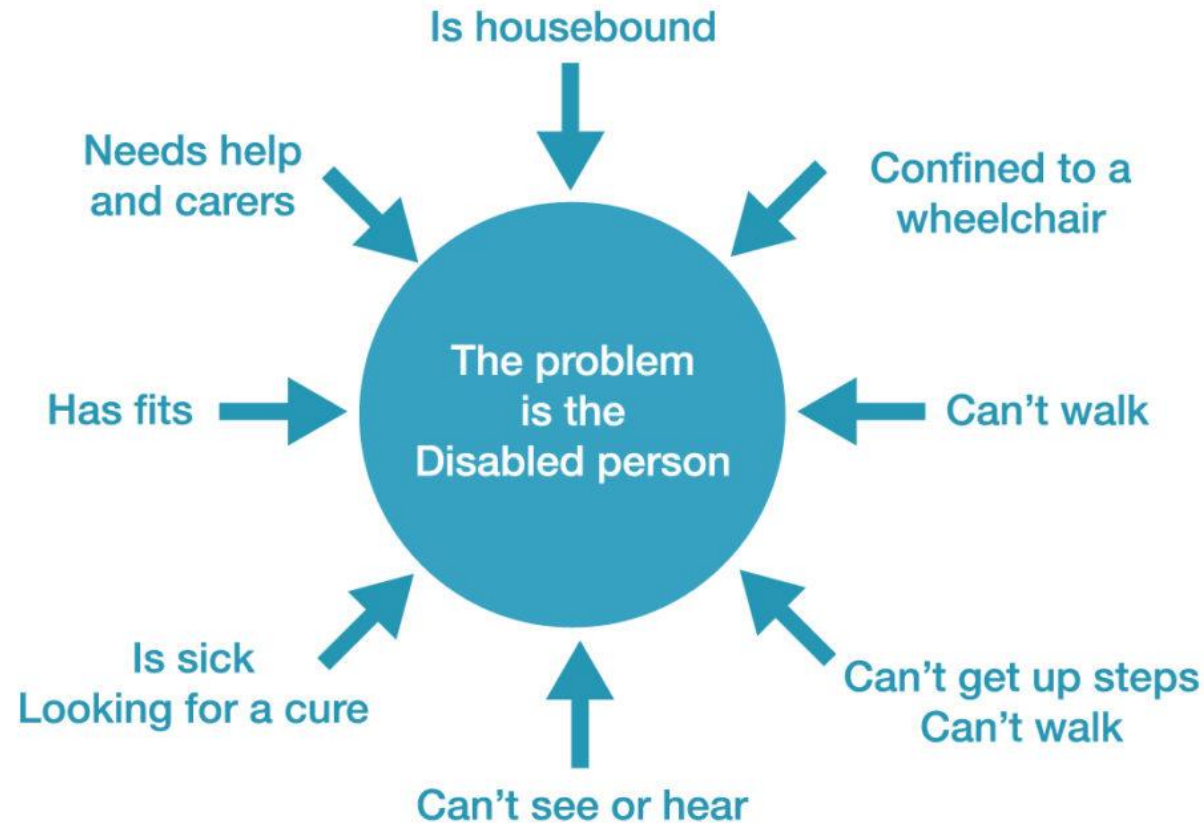 Is housebound
Needs help
and carers
Confined to a
wheelchair
Has fits
The problem
is the
Disabled person
Can't walk
Is sick
Looking for a cure
Can't get up steps
Can't walk
Can't see or hear